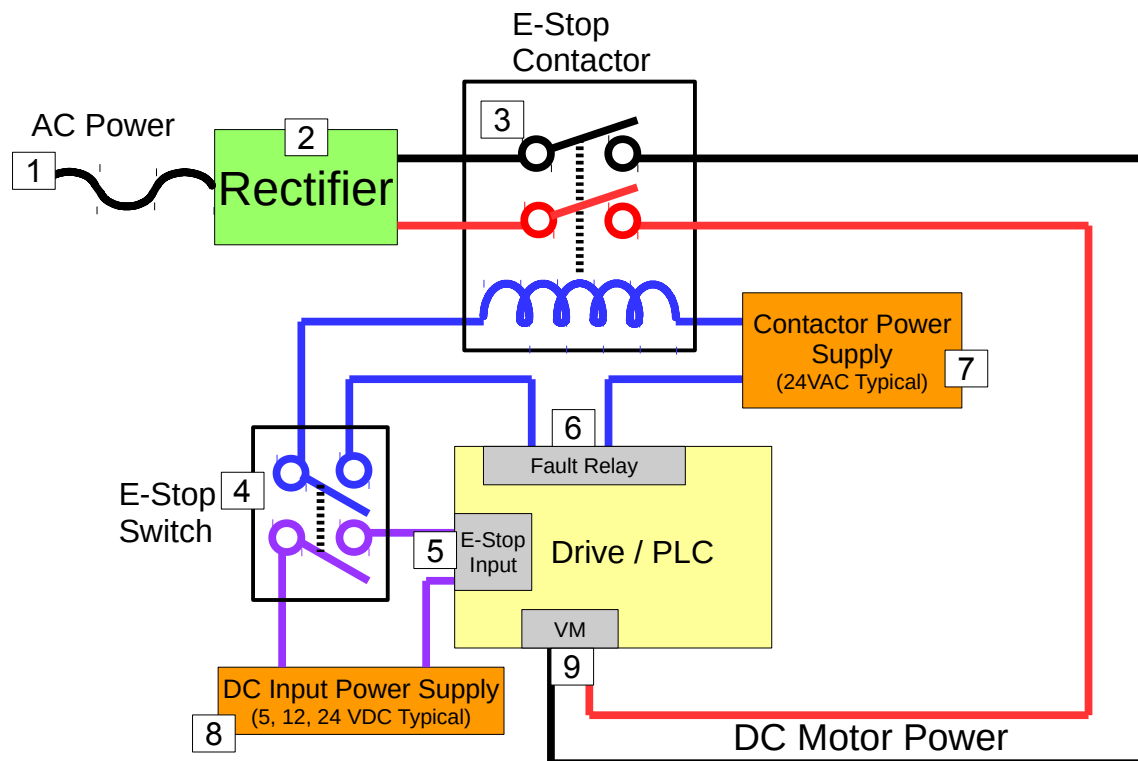 E-Stop
Contactor
3
AC Power
1
2
Rectifier
Contactor Power
Supply
(24VAC Typical)
7
6
Fault Relay
4
E-Stop
Switch
5
E-Stop
Input
Drive / PLC
VM
9
DC Input Power Supply
(5, 12, 24 VDC Typical)
8
DC Motor Power